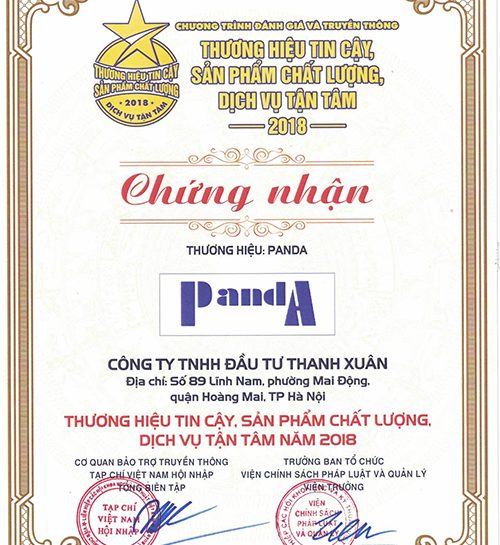 CHƯƠNG TRÌNH ĐÁNH GIÁ VÀ TRUYỀN THÔNG
THƯƠNG HIỆU TIN CẬY,
SẢN PHẨM CHẤT LƯỢNG,
DỊCH VỤ TẬN TÂM
2018
THƯƠNG HIỆU TIN CẬY
SẢN PHẨM CHẤT LƯỢNG
2018
DỊCH VỤ TẬN TÂM
Chứng nhận
THƯƠNG HIỆU: PANDA
PandA
CÔNG TY TNHH ĐẦU TƯ THANH XUÂN
Địa chỉ: Số 89 Lĩnh Nam, phường Mai Động,
quận Hoàng Mai, TP Hà Nội
THƯƠNG HIỆU TIN CẬY, SẢN PHẨM CHẤT LƯỢNG,
DỊCH VỤ TẬN TÂM NĂM 2018
CƠ QUAN BẢO TRỢ TRUYỀN THÔNG
TẠP CHÍ VIỆT NAM HỘI NHẬP
TỔNG BIÊN TẬP
TRƯỞNG BAN TỔ CHỨC
VIỆN CHÍNH SÁCH PHÁP LUẬT VÀ QUẢN LÝ
VIỆN TRƯỞNG
TẠP CHÍ
VIỆT NAM
HỘI NHẬP
VIỆN
CHÍNH SÁCH
PHÁP LUẬT
VÀ QUẢN LÝ